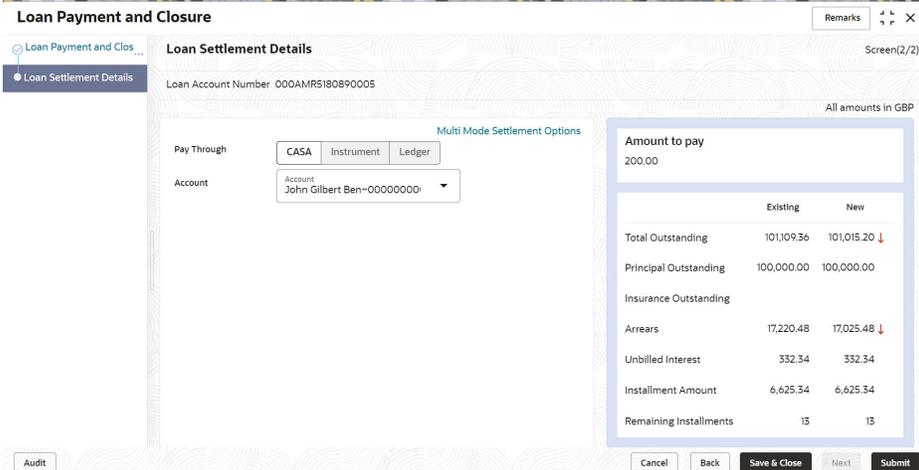 Loan Payment and Closure
Remarks
Loan Payment and Clos...
Loan Settlement Details
Loan Settlement Details
Screen(2/2)
Loan Account Number 000AMR5180890005
All amounts in GBP
Multi Mode Settlement Options
Pay Through CASA Instrument Ledger
Account
Account
John Gilbert Ben~00000000
Amount to pay
200.00
Existing New
Total Outstanding 101,109.36 101,015.20 ↓
Principal Outstanding 100,000.00 100,000.00
Insurance Outstanding
Arrears 17,220.48 17,025.48 ↓
Unbilled Interest 332.34 332.34
Installment Amount 6,625.34 6,625.34
Remaining Installments 13 13
Audit Cancel Back Save & Close Next Submit